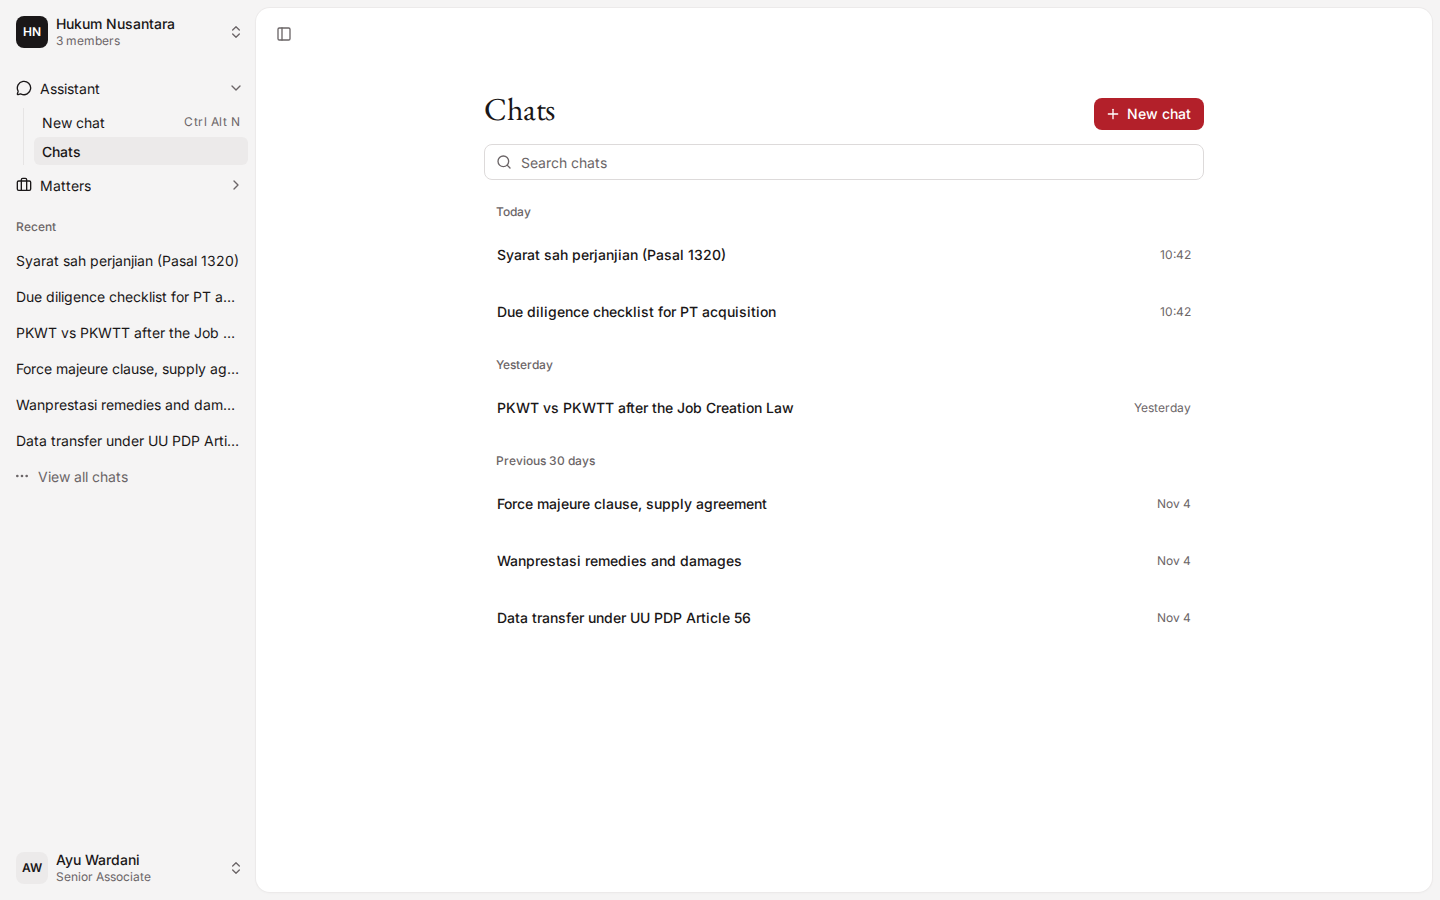 HN
Hukum Nusantara
3 members
Assistant
New chat
Ctrl Alt N
Chats
Matters
Recent
Syarat sah perjanjian (Pasal 1320)
Due diligence checklist for PT a...
PKWT vs PKWTT after the Job ...
Force majeure clause, supply ag...
Wanprestasi remedies and dam...
Data transfer under UU PDP Arti...
View all chats
AW
Ayu Wardani
Senior Associate
Chats
New chat
Search chats
Today
Syarat sah perjanjian (Pasal 1320)
10:42
Due diligence checklist for PT acquisition
10:42
Yesterday
PKWT vs PKWTT after the Job Creation Law
Yesterday
Previous 30 days
Force majeure clause, supply agreement
Nov 4
Wanprestasi remedies and damages
Nov 4
Data transfer under UU PDP Article 56
Nov 4